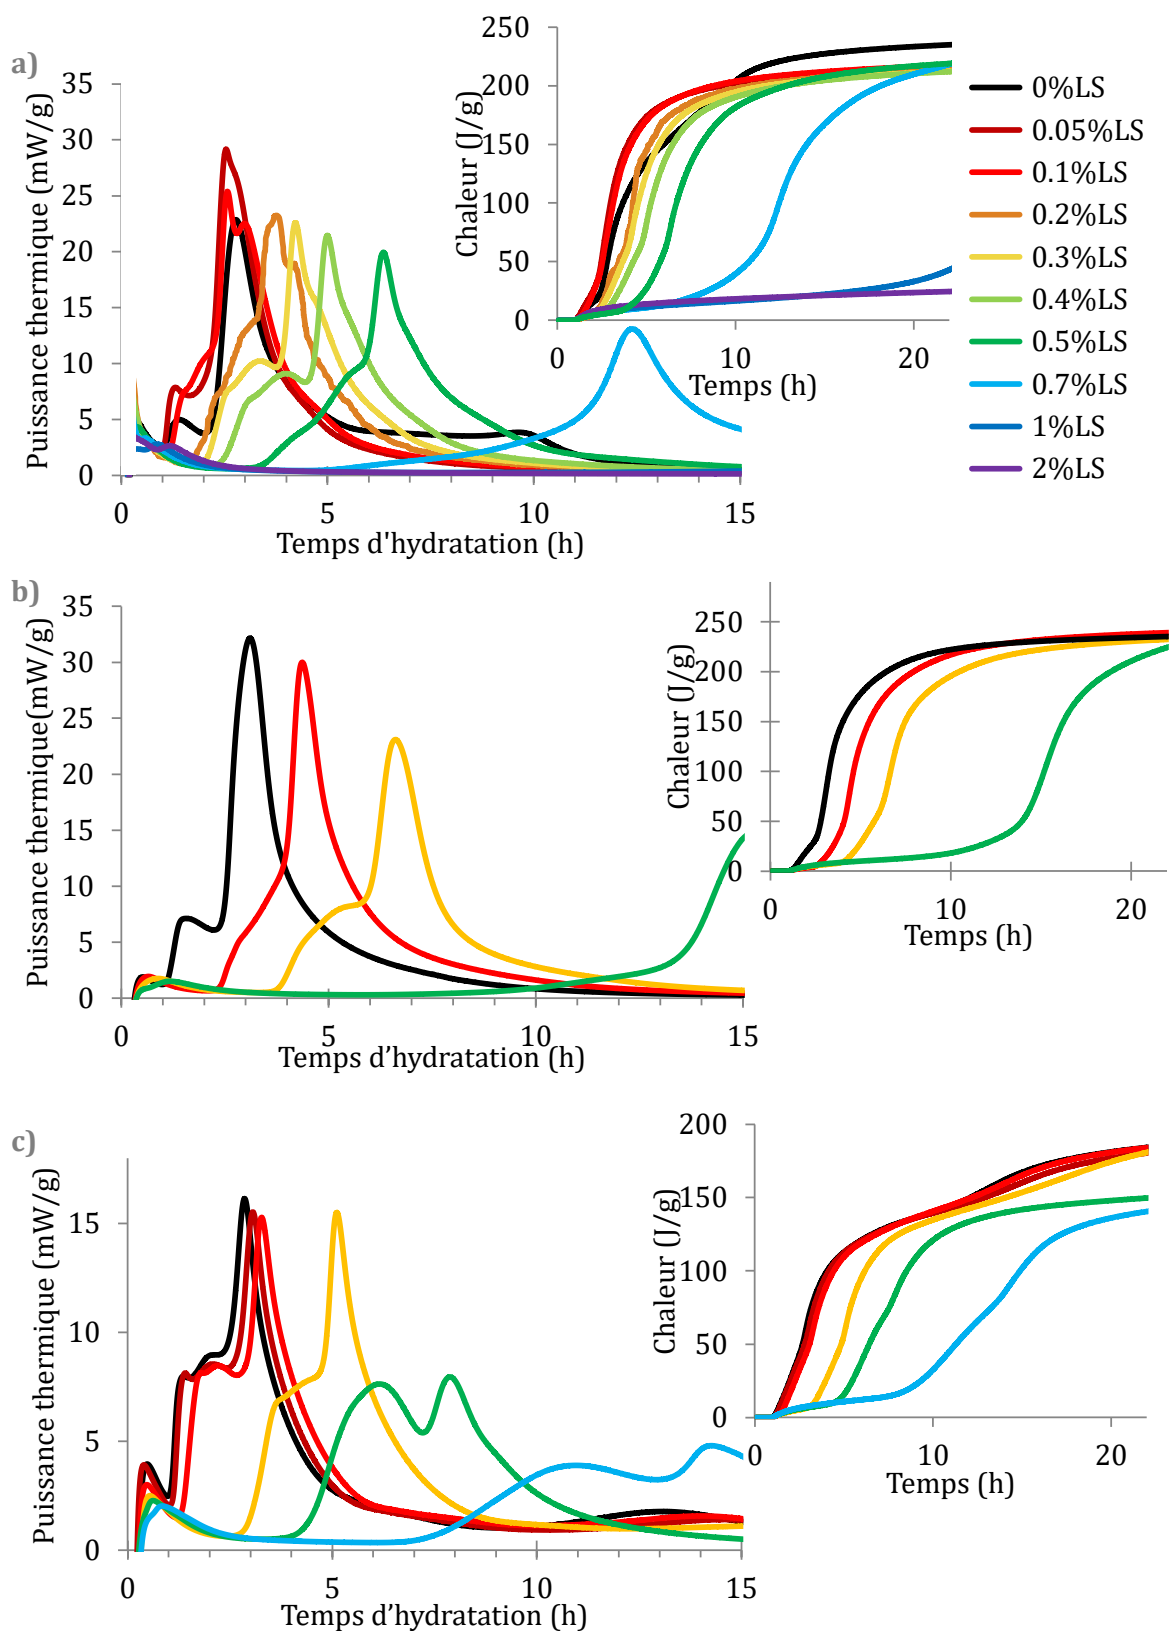 a)
Puissance thermique (mW/g)
35
30
25
20
15
10
5
0
0
5
10
15
Temps d'hydratation (h)
Chaleur (J/g)
250
200
150
100
50
0
0
10
20
Temps (h)
0%LS
0.05%LS
0.1%LS
0.2%LS
0.3%LS
0.4%LS
0.5%LS
0.7%LS
1%LS
2%LS
b)
Puissance thermique(mW/g)
35
30
25
20
15
10
5
0
0
5
10
15
Temps d’hydratation (h)
Chaleur (J/g)
250
200
150
100
50
0
0
10
20
Temps (h)
c)
Puissance thermique (mW/g)
15
10
5
0
0
5
10
15
Temps d’hydratation (h)
Chaleur (J/g)
200
150
100
50
0
0
10
20
Temps (h)